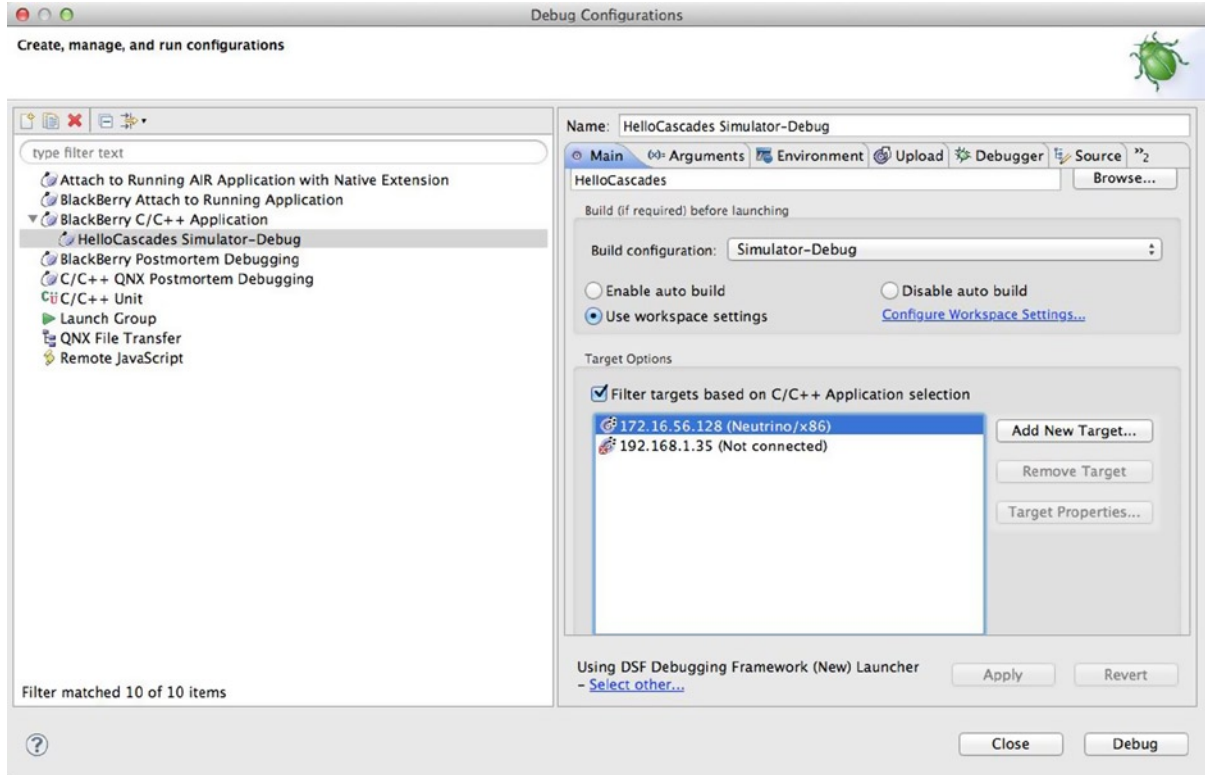 Debug Configurations
Create, manage, and run configurations
type filter text
Attach to Running AIR Application with Native Extension
BlackBerry Attach to Running Application
BlackBerry C/C++ Application
HelloCascades Simulator-Debug
BlackBerry Postmortem Debugging
C/C++ QNX Postmortem Debugging
C/C++ Unit
Launch Group
QNX File Transfer
Remote JavaScript
Filter matched 10 of 10 items
Name: HelloCascades Simulator-Debug
Main (x)= Arguments Environment Upload Debugger Source »2
HelloCascades Browse...
Build (if required) before launching
Build configuration: Simulator-Debug
Enable auto build Disable auto build
Use workspace settings Configure Workspace Settings...
Target Options
Filter targets based on C/C++ Application selection
172.16.56.128 (Neutrino/x86)
192.168.1.35 (Not connected)
Add New Target...
Remove Target
Target Properties...
Using DSF Debugging Framework (New) Launcher
- Select other...
Apply Revert
? Close Debug